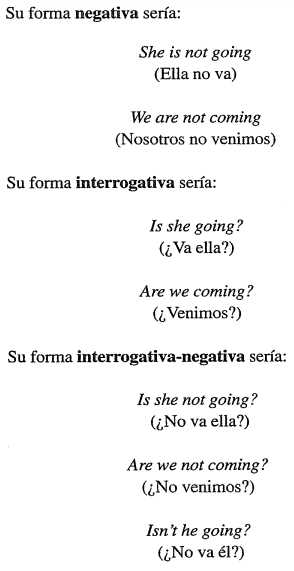 Su forma negativa sería:
She is not going
(Ella no va)
We are not coming
(Nosotros no venimos)
Su forma interrogativa sería:
Is she going?
(¿Va ella?)
Are we coming?
(¿Venimos?)
Su forma interrogativa-negativa sería:
Is she not going?
(¿No va ella?)
Are we not coming?
(¿No venimos?)
Isn't he going?
(¿No va él?)